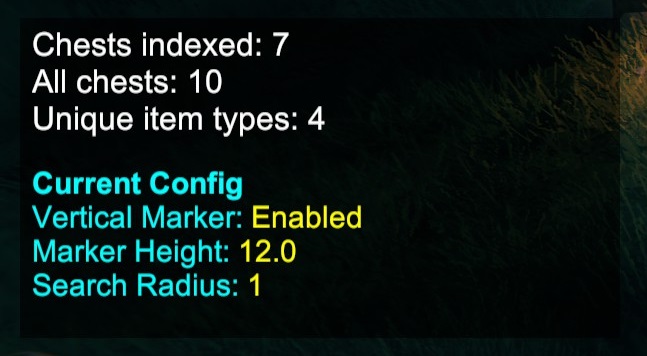 Chests indexed: 7
All chests: 10
Unique item types: 4
Current Config
Vertical Marker: Enabled
Marker Height: 12.0
Search Radius: 1